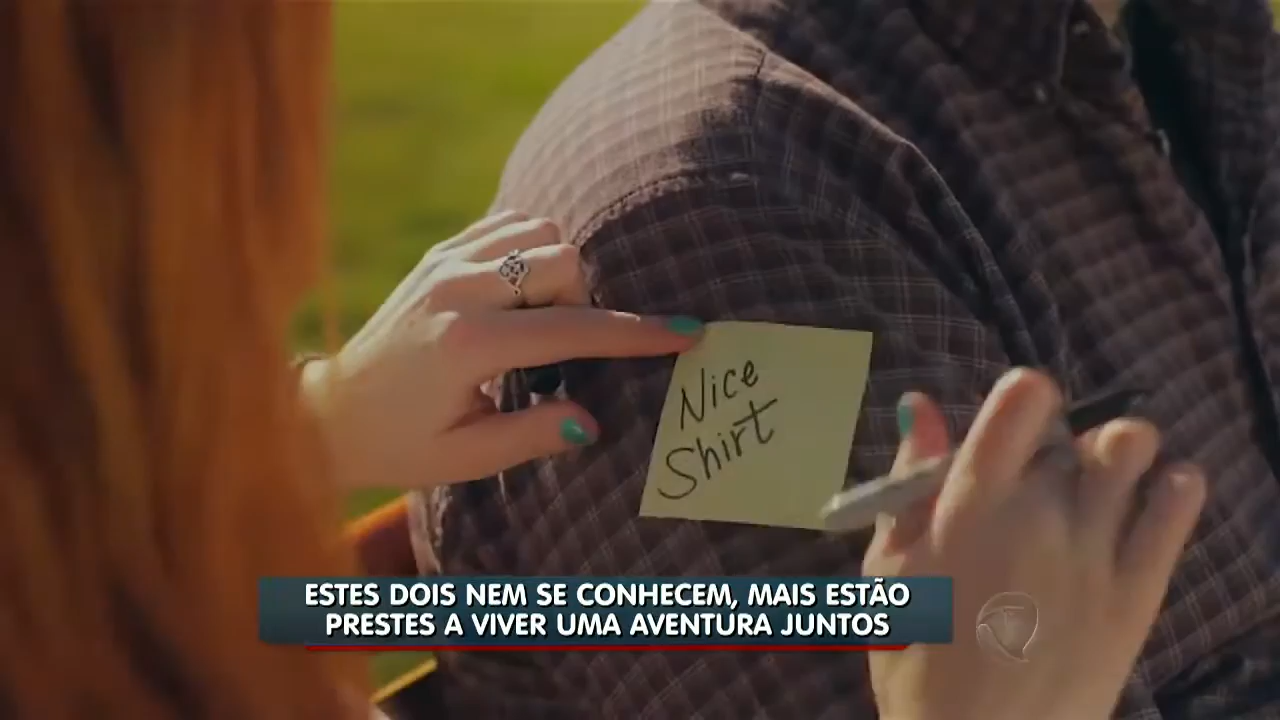 Nice
Shirt
ESTES DOIS NEM SE CONHECEM, MAIS ESTÃO
PRESTES A VIVER UMA AVENTURA JUNTOS